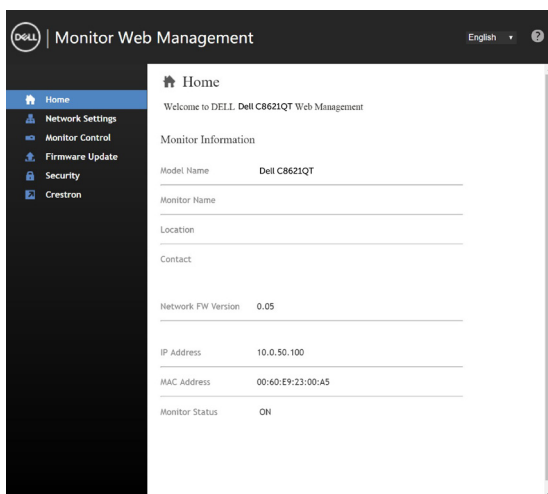 DELL | Monitor Web Management
English
?
Home
Network Settings
Monitor Control
Firmware Update
Security
Crestron
Home
Welcome to DELL Dell C8621QT Web Management
Monitor Information
Model Name Dell C8621QT
Monitor Name
Location
Contact
Network FW Version 0.05
IP Address 10.0.50.100
MAC Address 00:60:E9:23:00:A5
Monitor Status ON